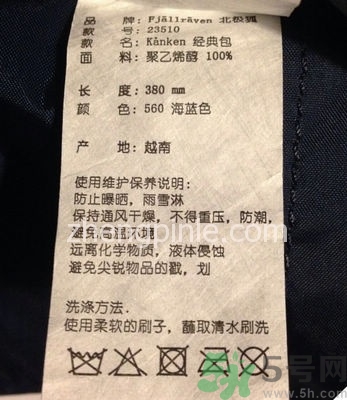 品 牌: Fjällräven 北极狐
款 号: 23510
款 名: Kånken 经典包
面 料: 聚乙烯醇 100%
长 度: 380 mm
颜 色: 560 海蓝色
产 地: 越南
使用维护保养说明:
防止曝晒, 雨雪淋
保持通风干燥, 不得重压, 防潮,
避免高温环境
远离化学物质, 液体侵蚀
避免尖锐物品的戳, 划
洗涤方法:
使用柔软的刷子, 蘸取清水刷洗
5号网
www.5h.com